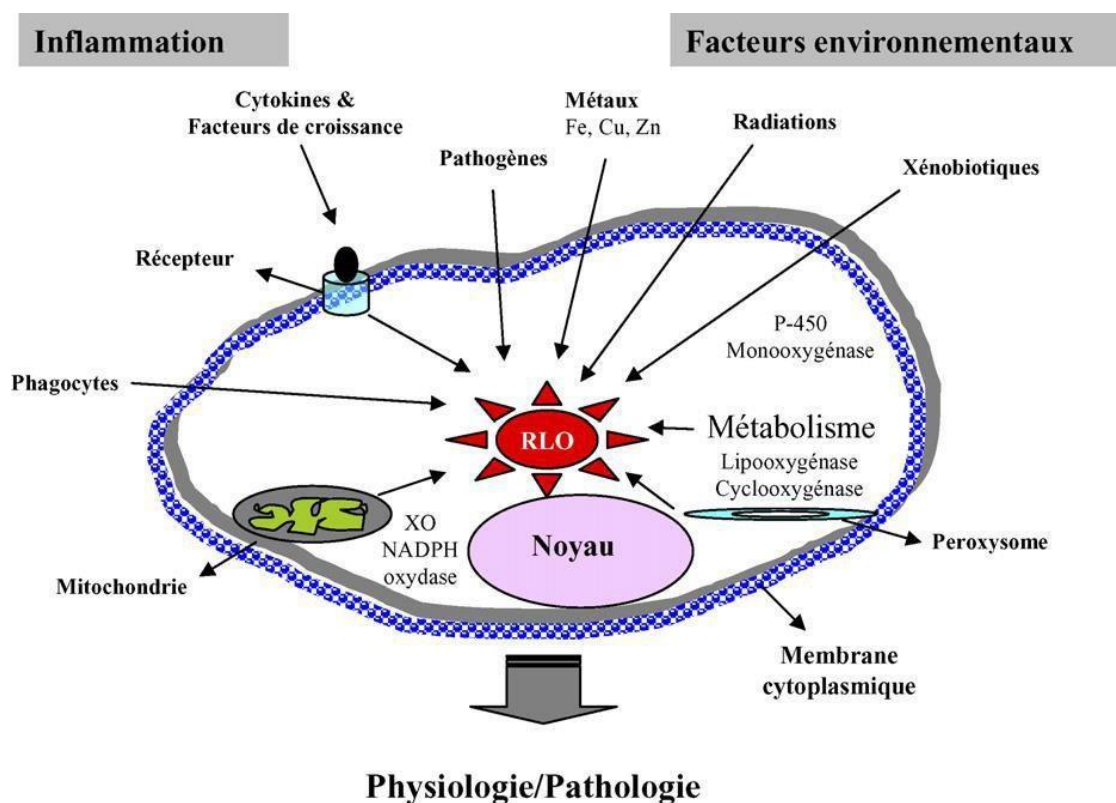 Inflammation
Facteurs environnementaux
Cytokines &
Facteurs de croissance
Métaux
Fe, Cu, Zn
Radiations
Pathogènes
Xénobiotiques
Récepteur
P-450
Monooxygénase
Phagocytes
RLO
Métabolisme
Lipooxygénase
Cyclooxygénase
XO
NADPH
oxydase
Noyau
Peroxysome
Mitochondrie
Membrane
cytoplasmique
Physiologie/Pathologie